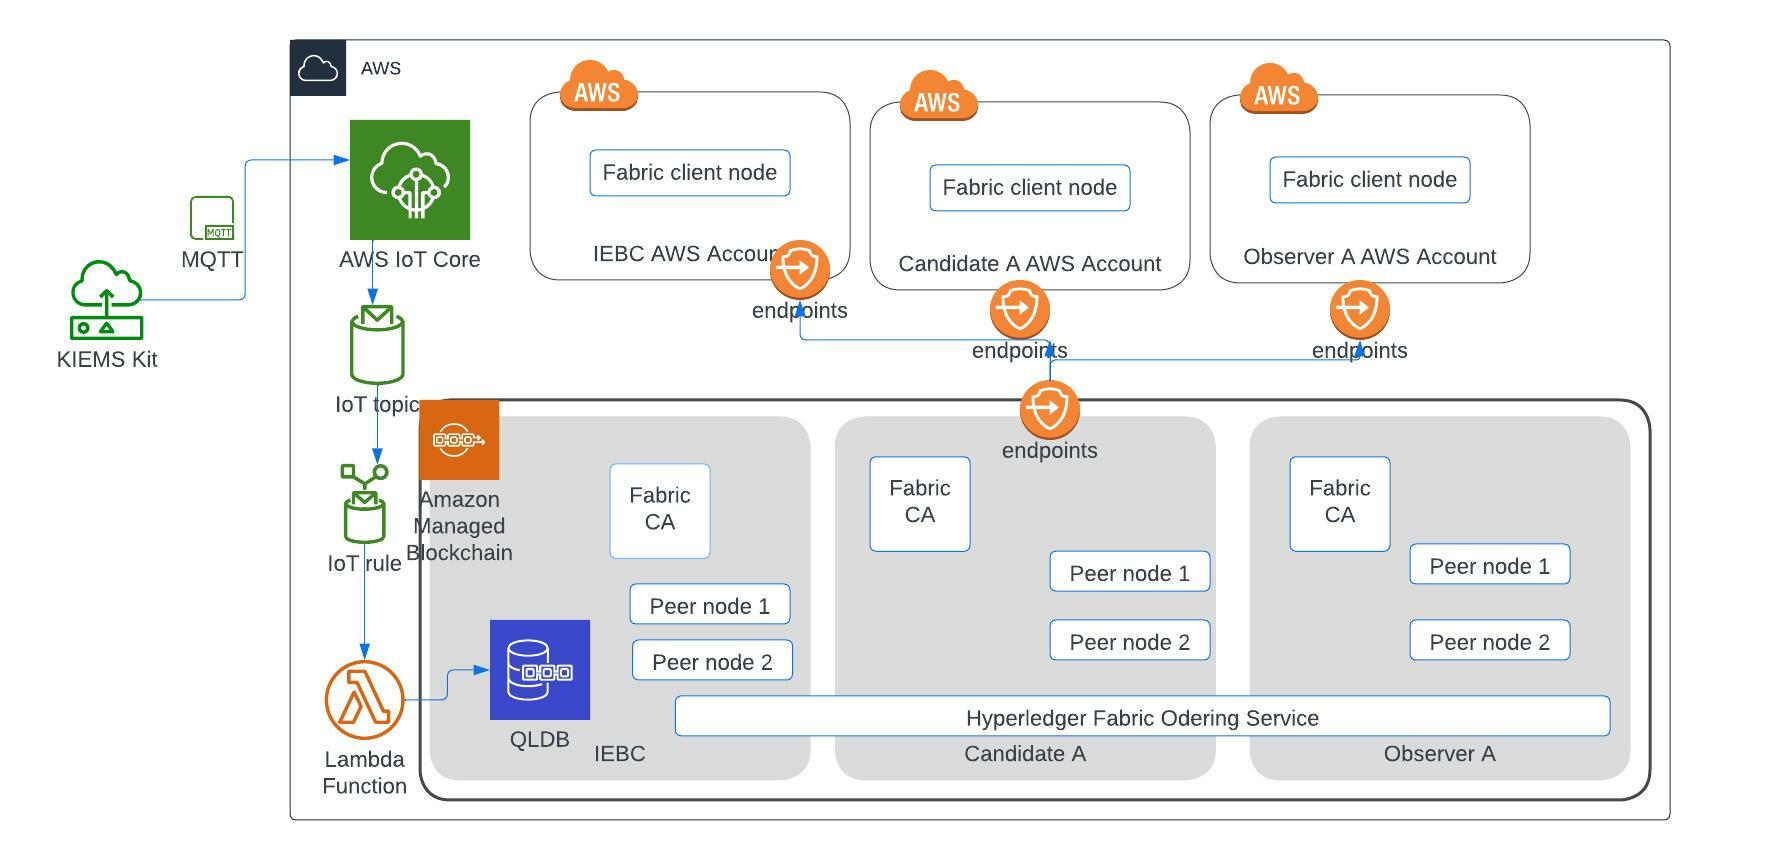 AWS
AWS
AWS
AWS
Fabric client node
Fabric client node
Fabric client node
IEBC AWS Accoun
Candidate A AWS Account
Observer A AWS Account
MQTT
MQTT
AWS IoT Core
KIEMS Kit
endpoints
endpoints
endpoints
endpoints
IoT topic
IoT rule
Lambda
Function
Amazon
Managed
Blockchain
Fabric
CA
Peer node 1
Peer node 2
QLDB
IEBC
Fabric
CA
Peer node 1
Peer node 2
Candidate A
Fabric
CA
Peer node 1
Peer node 2
Observer A
Hyperledger Fabric Odering Service